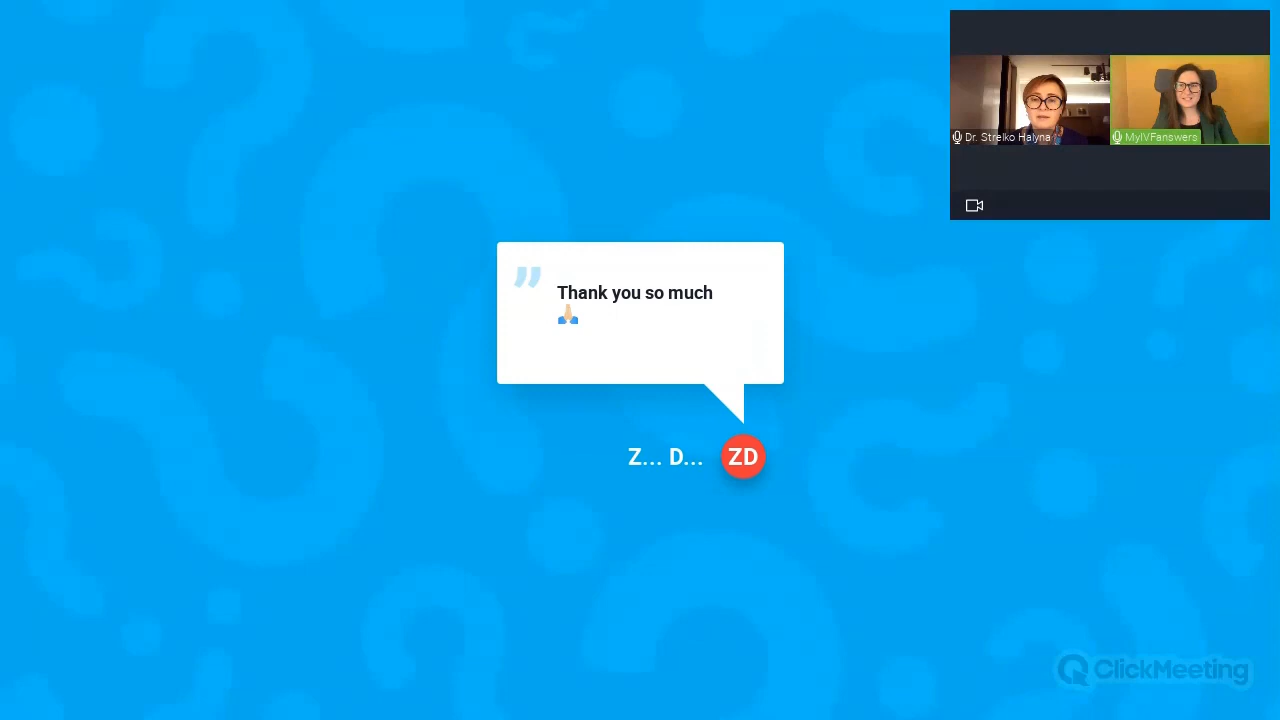 Dr. Strelko Halyna
MyIVFanswers
Thank you so much
🙏🏻
Z... D...
ZD
ClickMeeting